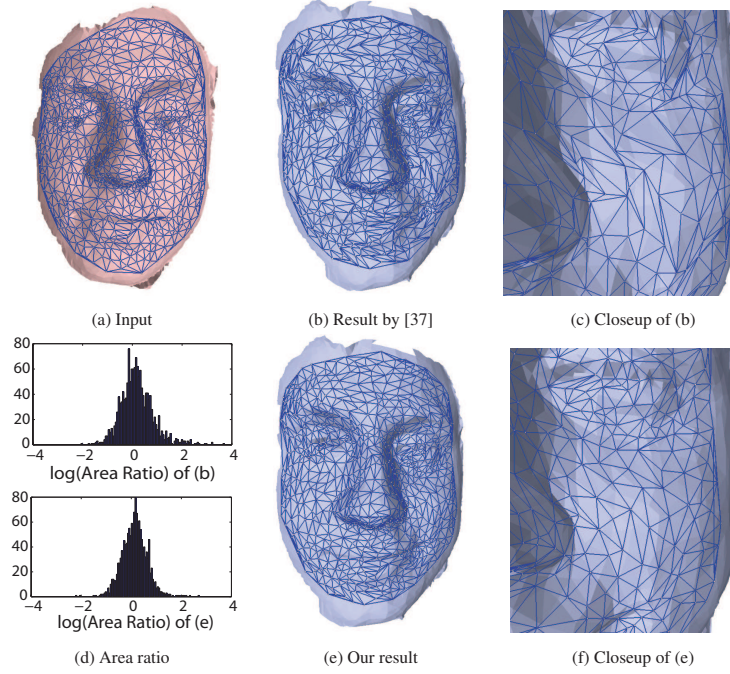 (a) Input
(b) Result by [37]
(c) Closeup of (b)
80
60
40
20
0
−4
−2
0
2
4
log(Area Ratio) of (b)
80
60
40
20
0
−4
−2
0
2
4
log(Area Ratio) of (e)
(d) Area ratio
(e) Our result
(f) Closeup of (e)